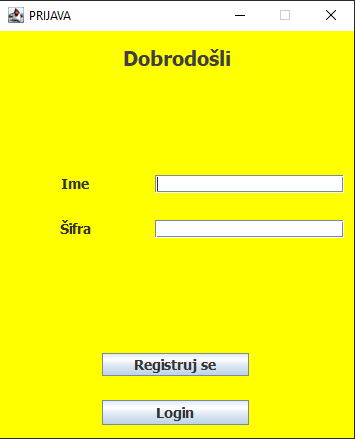 PRIJAVA
Dobrodošli
Ime
Šifra
Registruj se
Login